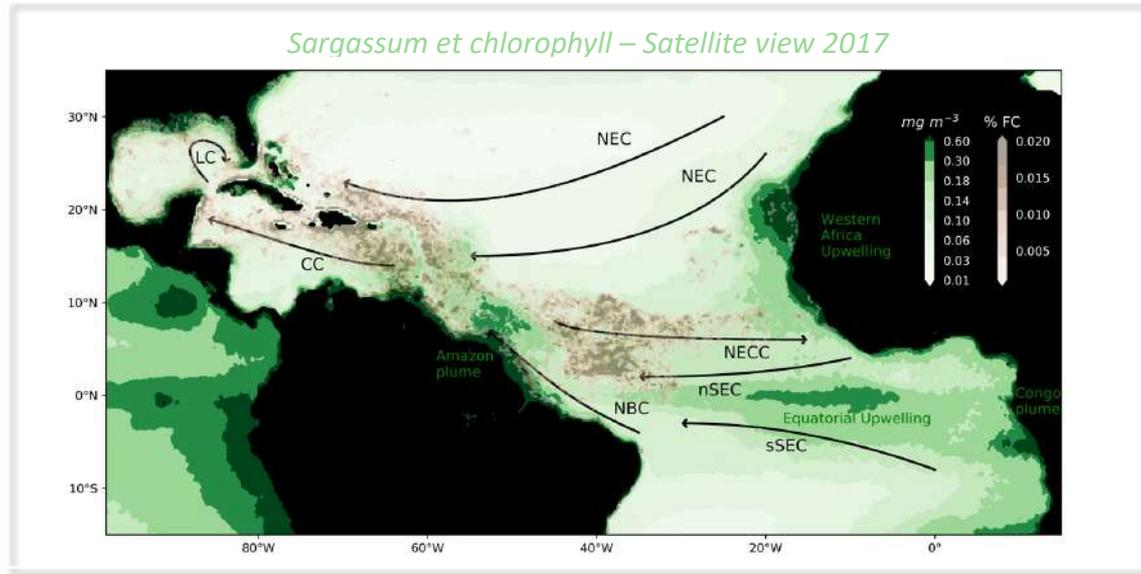 Sargassum et chlorophyll – Satellite view 2017
30°N
20°N
10°N
0°N
10°S
80°W
60°W
40°W
20°W
0°
LC
NEC
NEC
CC
NECC
nSEC
NBC
sSEC
Amazon
plume
Western
Africa
Upwelling
Equatorial Upwelling
Congo
plume
mg m⁻³
0.60
0.30
0.18
0.14
0.10
0.06
0.03
0.01
% FC
0.020
0.015
0.010
0.005